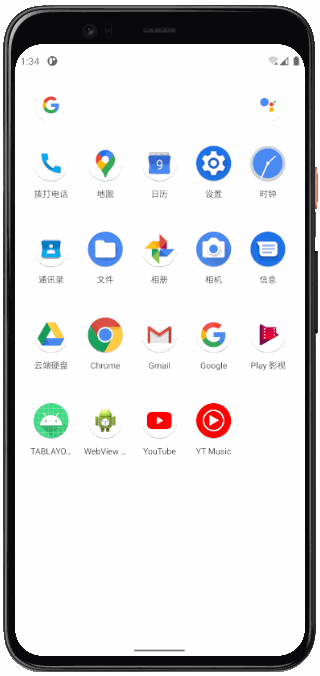 1:34
9
拨打电话 地图 日历 设置 时钟
通讯录 文件 相册 相机 信息
云端硬盘 Chrome Gmail Google Play 影视
TABLAYO... WebView ... YouTube YT Music